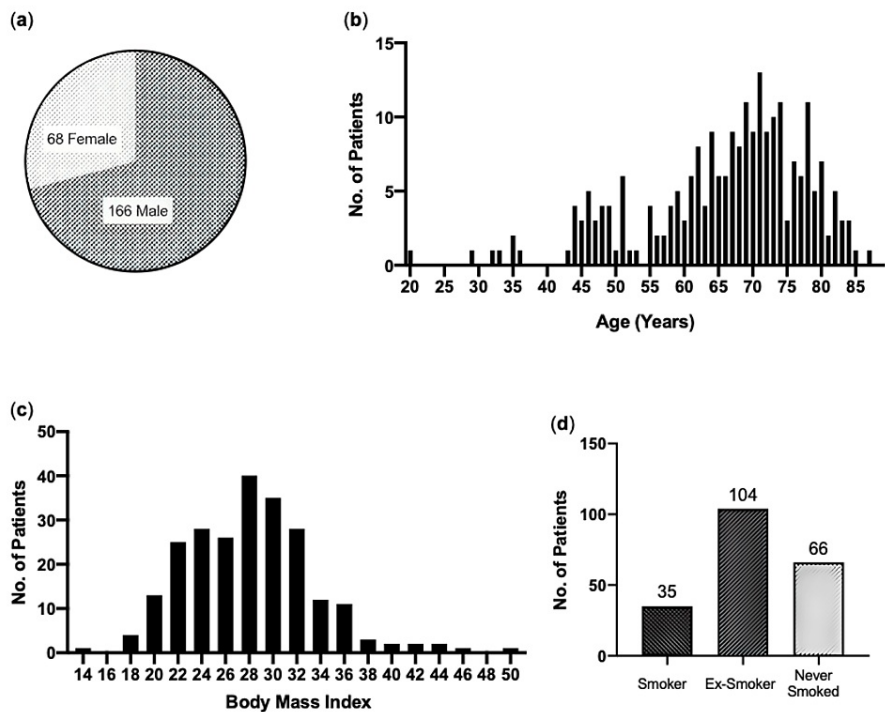 (a)
68 Female
166 Male
(b)
No. of Patients
15
10
5
0
20 25 30 35 40 45 50 55 60 65 70 75 80 85
Age (Years)
(c)
No. of Patients
50
40
30
20
10
0
14 16 18 20 22 24 26 28 30 32 34 36 38 40 42 44 46 48 50
Body Mass Index
(d)
No. of Patients
150
100
50
0
35
104
66
Smoker
Ex-Smoker
Never
Smoked